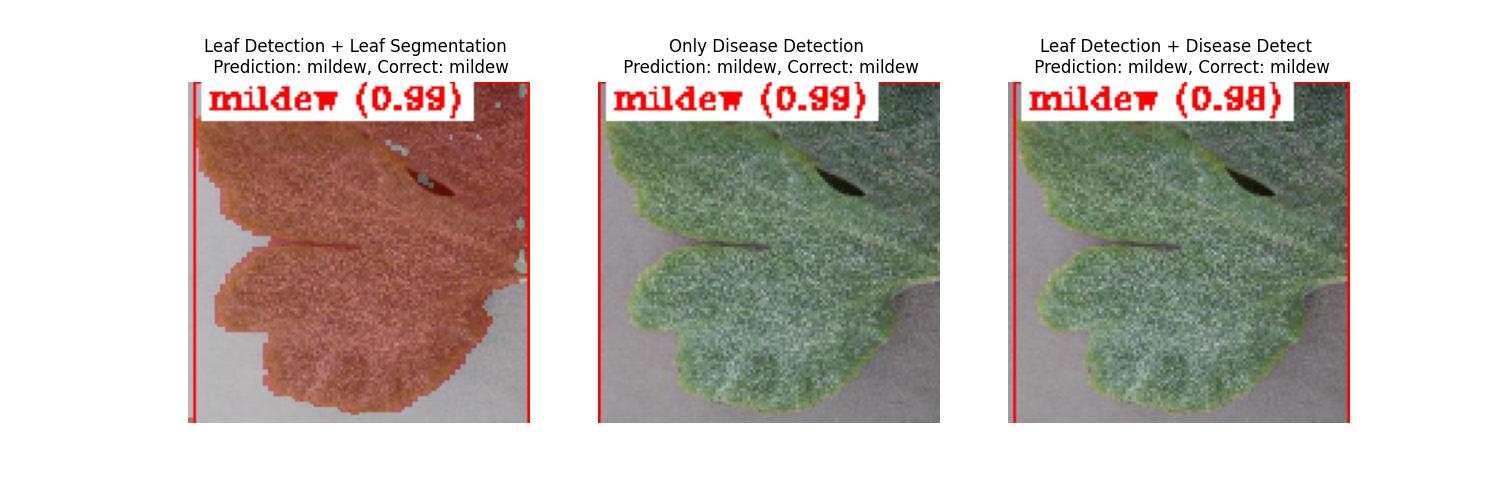 Leaf Detection + Leaf Segmentation
Prediction: mildew, Correct: mildew
mildew (0.99)
Only Disease Detection
Prediction: mildew, Correct: mildew
mildew (0.99)
Leaf Detection + Disease Detect
Prediction: mildew, Correct: mildew
mildew (0.98)